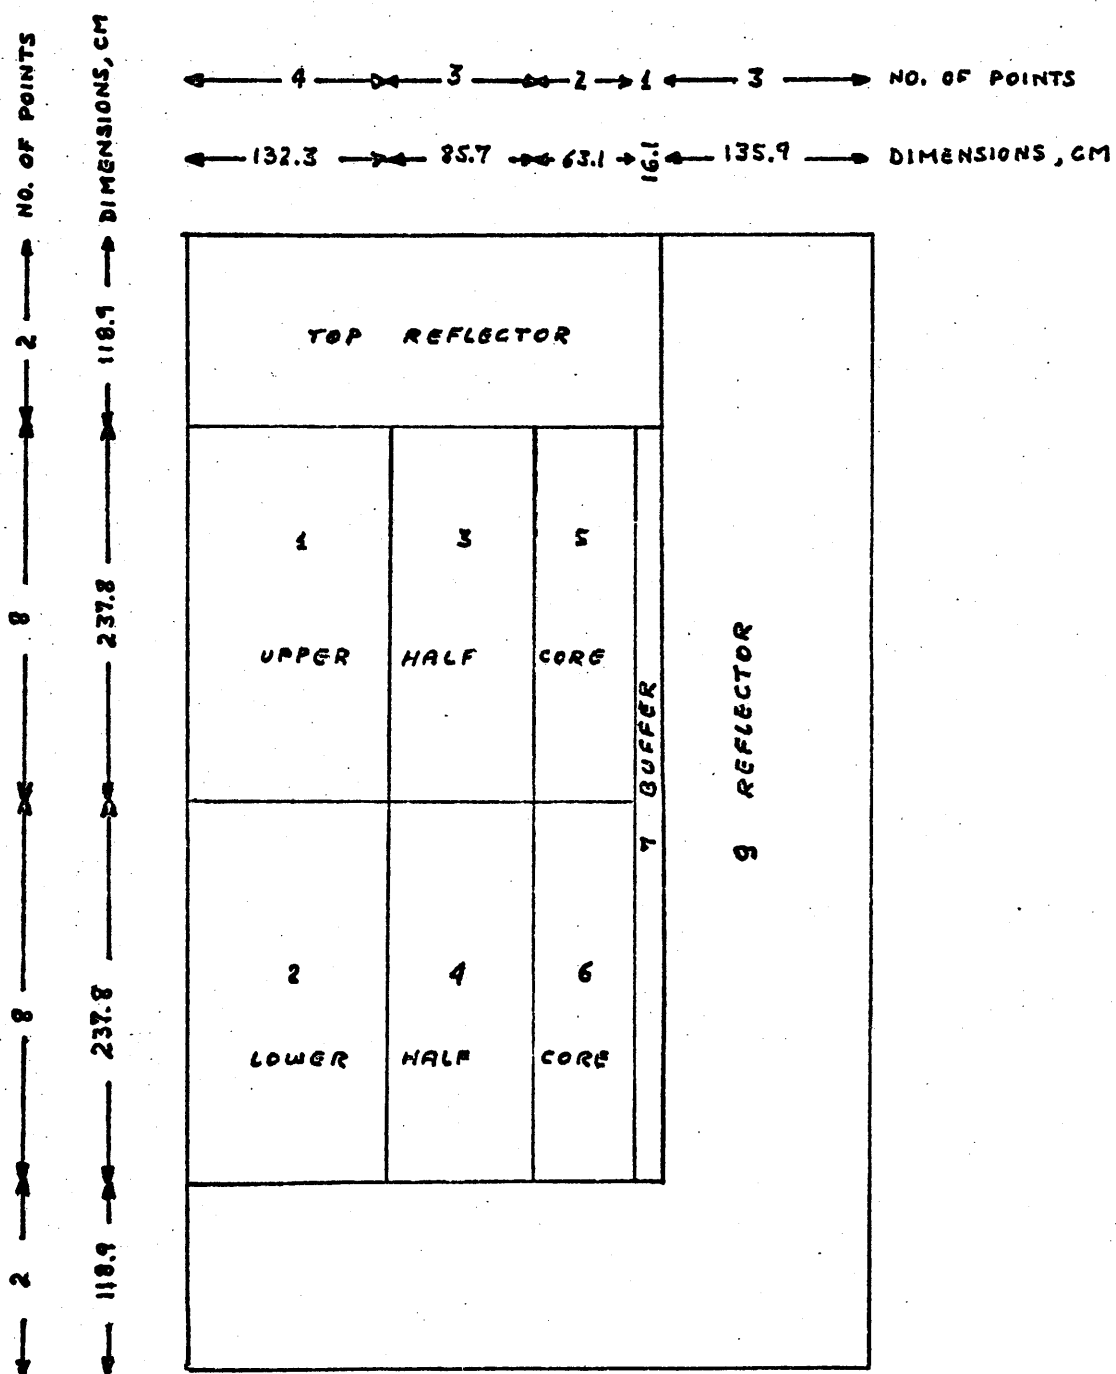 4 3 2 1 3 NO. OF POINTS
132.3 85.7 63.1 16.1 135.9 DIMENSIONS, CM
NO. OF POINTS
2
8
8
2
DIMENSIONS, CM
118.9
237.8
237.8
118.9
TOP REFLECTOR
1 3 5
UPPER HALF CORE
7 BUFFER
8 REFLECTOR
2 4 6
LOWER HALF CORE